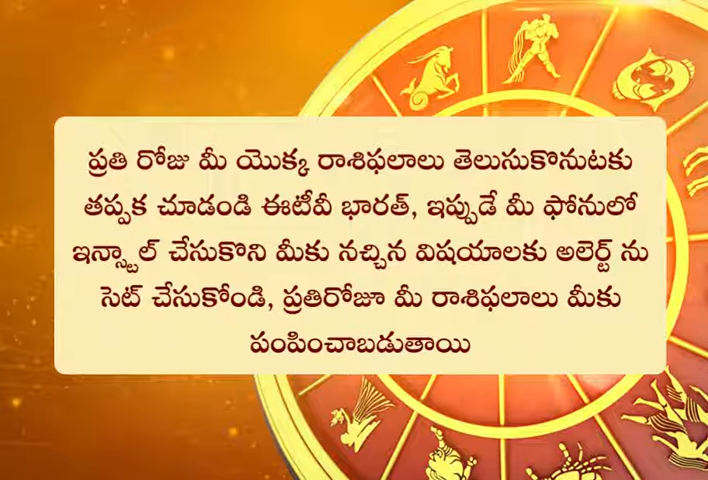 ప్రతి రోజు మీ యొక్క రాశిఫలాలు తెలుసుకొనుటకు
తప్పక చూడండి ఈటీవీ భారత్, ఇప్పుడే మీ ఫోనులో
ఇన్స్టాల్ చేసుకొని మీకు నచ్చిన విషయాలకు అలెర్ట్ ను
సెట్ చేసుకోండి, ప్రతిరోజూ మీ రాశిఫలాలు మీకు
పంపించాబడుతాయి